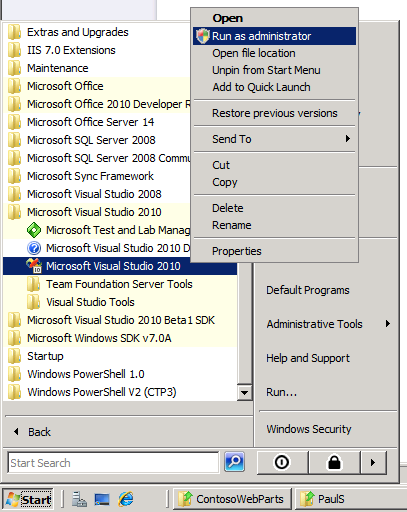 Open
Run as administrator
Open file location
Unpin from Start Menu
Add to Quick Launch
Restore previous versions
Send To
Cut
Copy
Delete
Rename
Properties
Extras and Upgrades
IIS 7.0 Extensions
Maintenance
Microsoft Office
Microsoft Office 2010 Developer R
Microsoft Office Server 14
Microsoft SQL Server 2008
Microsoft SQL Server 2008 Commu
Microsoft Sync Framework
Microsoft Visual Studio 2008
Microsoft Visual Studio 2010
Microsoft Test and Lab Manag
Microsoft Visual Studio 2010 D
Microsoft Visual Studio 2010
Team Foundation Server Tools
Visual Studio Tools
Microsoft Visual Studio 2010 Beta1 SDK
Microsoft Windows SDK v7.0A
Startup
Windows PowerShell 1.0
Windows PowerShell V2 (CTP3)
Back
Start Search
Default Programs
Administrative Tools
Help and Support
Run...
Windows Security
Start
ContosoWebParts
PaulS